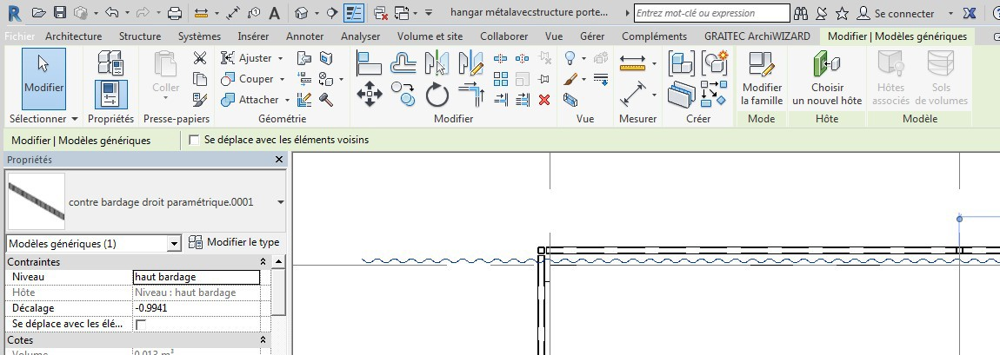 hangar métalavecstructure porte...
Entrez mot-clé ou expression
Se connecter
Fichier Architecture Structure Systèmes Insérer Annoter Analyser Volume et site Collaborer Vue Gérer Compléments GRAITEC ArchiWIZARD Modifier | Modèles génériques
Modifier
Coller
Ajuster
Couper
Attacher
Modifier
la famille
Choisir
un nouvel hôte
Hôtes
associés
Sols
de volumes
Sélectionner Propriétés Presse-papiers Géométrie Modifier Vue Mesurer Créer Mode Hôte Modèle
Modifier | Modèles génériques Se déplace avec les éléments voisins
Propriétés
contre bardage droit paramétrique.0001
Modèles génériques (1) Modifier le type
Contraintes
Niveau haut bardage
Hôte Niveau : haut bardage
Décalage -0.9941
Se déplace avec les élé...
Cotes
Volume 0.013 m³